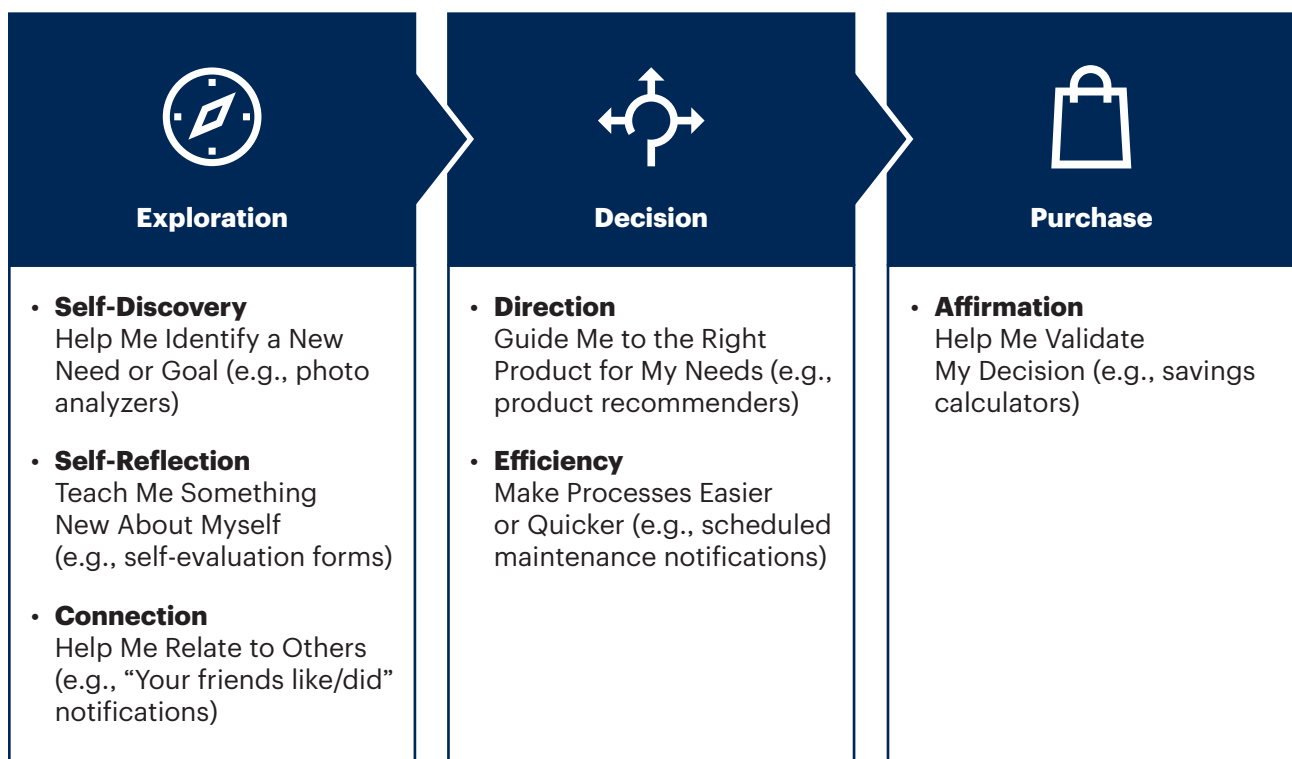 Exploration
Decision
Purchase
• Self-Discovery
Help Me Identify a New
Need or Goal (e.g., photo
analyzers)
• Self-Reflection
Teach Me Something
New About Myself
(e.g., self-evaluation forms)
• Connection
Help Me Relate to Others
(e.g., “Your friends like/did”
notifications)
• Direction
Guide Me to the Right
Product for My Needs (e.g.,
product recommenders)
• Efficiency
Make Processes Easier
or Quicker (e.g., scheduled
maintenance notifications)
• Affirmation
Help Me Validate
My Decision (e.g., savings
calculators)